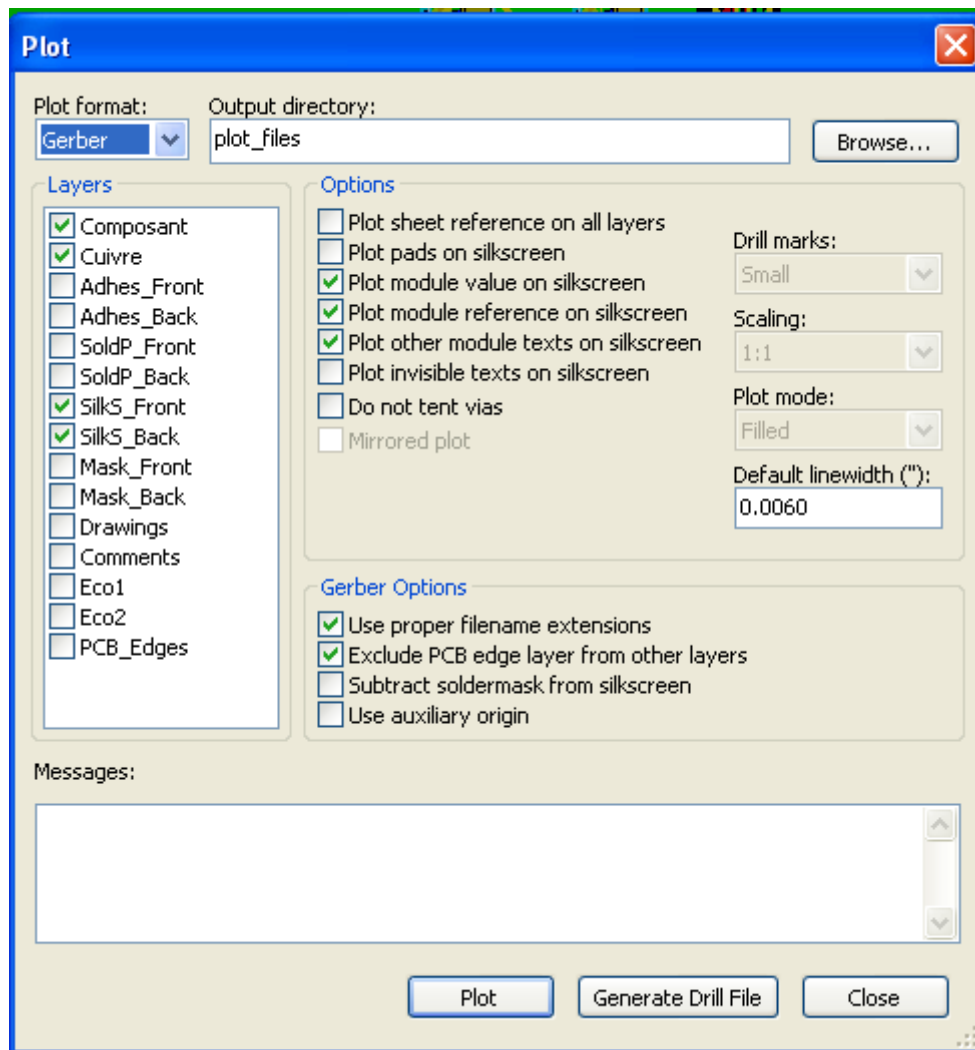 Plot
Plot format:
Output directory:
Gerber
plot_files
Browse...
Layers
Composant
Cuivre
Adhes_Front
Adhes_Back
SoldP_Front
SoldP_Back
SilkS_Front
SilkS_Back
Mask_Front
Mask_Back
Drawings
Comments
Eco1
Eco2
PCB_Edges
Options
Plot sheet reference on all layers
Plot pads on silkscreen
Plot module value on silkscreen
Plot module reference on silkscreen
Plot other module texts on silkscreen
Plot invisible texts on silkscreen
Do not tent vias
Mirrored plot
Drill marks:
Small
Scaling:
1:1
Plot mode:
Filled
Default linewidth ("):
0.0060
Gerber Options
Use proper filename extensions
Exclude PCB edge layer from other layers
Subtract soldermask from silkscreen
Use auxiliary origin
Messages:
Plot
Generate Drill File
Close